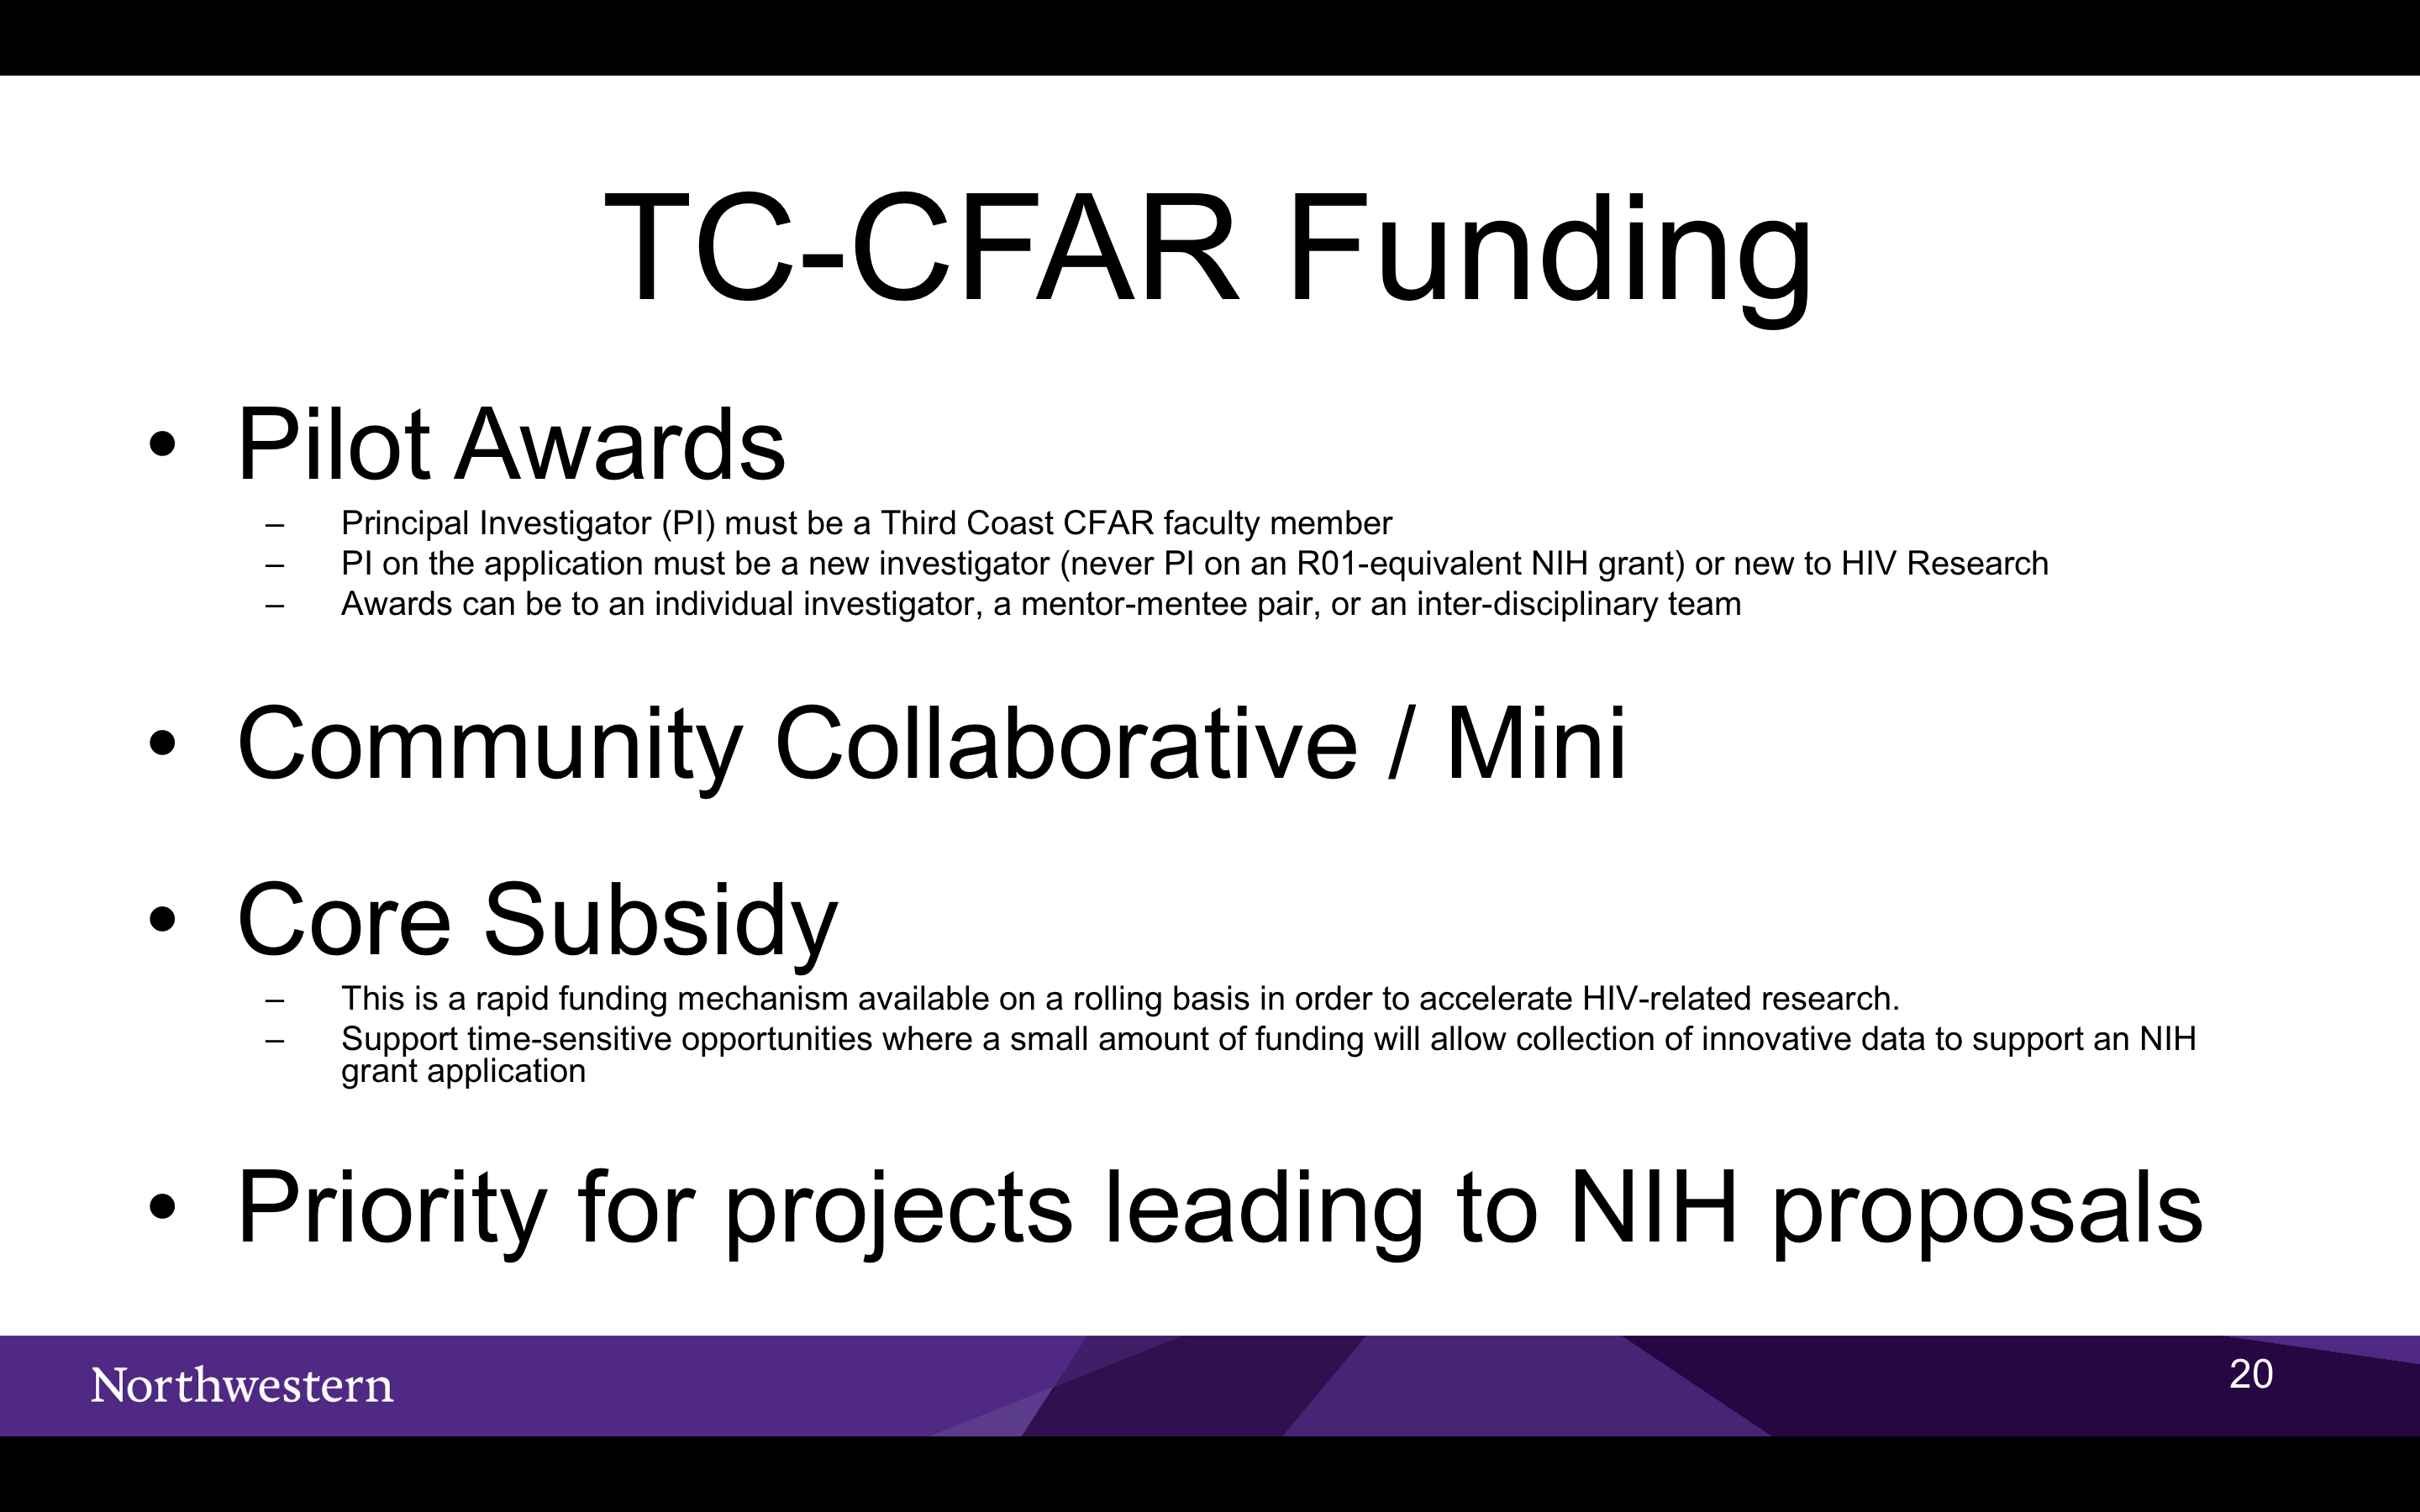 TC-CFAR Funding
• Pilot Awards
– Principal Investigator (PI) must be a Third Coast CFAR faculty member
– PI on the application must be a new investigator (never PI on an R01-equivalent NIH grant) or new to HIV Research
– Awards can be to an individual investigator, a mentor-mentee pair, or an inter-disciplinary team
• Community Collaborative / Mini
• Core Subsidy
– This is a rapid funding mechanism available on a rolling basis in order to accelerate HIV-related research.
– Support time-sensitive opportunities where a small amount of funding will allow collection of innovative data to support an NIH
grant application
• Priority for projects leading to NIH proposals
Northwestern
20